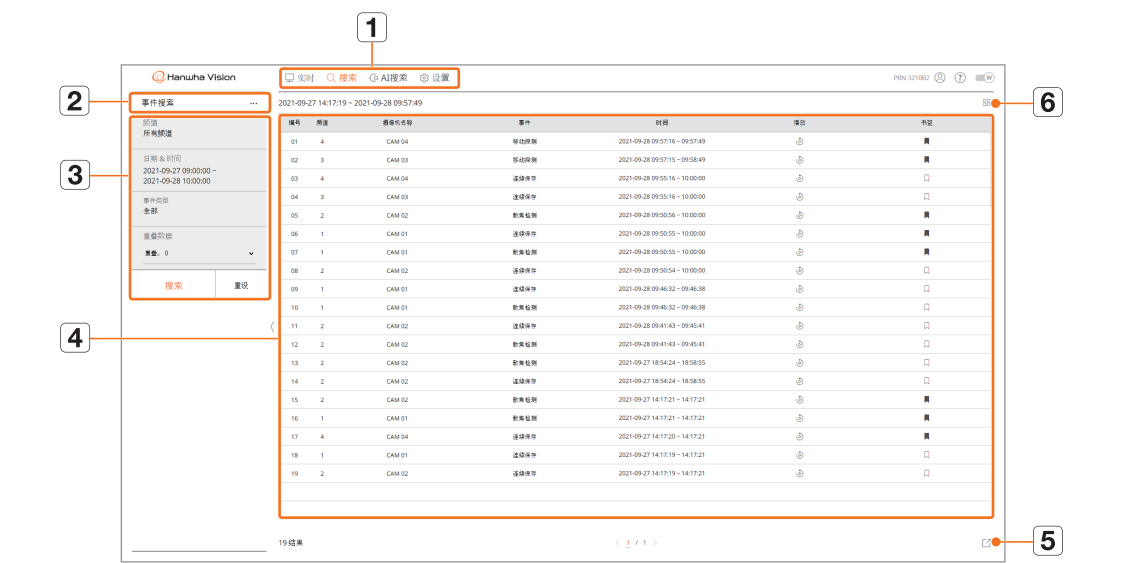 1
Hanwha Vision
实时 搜索 AI搜索 设置
PRN-3210B2 ? W
2
事件搜索 ...
2021-09-27 14:17:19 ~ 2021-09-28 09:57:49
6
频道
所有频道
3
日期 & 时间
2021-09-27 09:00:00 ~
2021-09-28 10:00:00
事件类型
全部
重叠数据
重叠. 0
搜索 重设
编号 频道 摄像机名称 事件 时间 播放 书签
01 4 CAM 04 移动探测 2021-09-28 09:57:16 ~ 09:57:49
02 3 CAM 03 移动探测 2021-09-28 09:57:15 ~ 09:58:49
03 4 CAM 04 连续保存 2021-09-28 09:55:16 ~ 10:00:00
04 3 CAM 03 连续保存 2021-09-28 09:55:16 ~ 10:00:00
05 2 CAM 02 散焦检测 2021-09-28 09:50:56 ~ 10:00:00
06 1 CAM 01 连续保存 2021-09-28 09:50:55 ~ 10:00:00
07 1 CAM 01 散焦检测 2021-09-28 09:50:55 ~ 10:00:00
08 2 CAM 02 连续保存 2021-09-28 09:50:54 ~ 10:00:00
09 1 CAM 01 连续保存 2021-09-28 09:46:32 ~ 09:46:38
10 1 CAM 01 散焦检测 2021-09-28 09:46:32 ~ 09:46:38
11 2 CAM 02 连续保存 2021-09-28 09:41:43 ~ 09:45:41
12 2 CAM 02 散焦检测 2021-09-28 09:41:43 ~ 09:45:41
13 2 CAM 02 散焦检测 2021-09-27 18:54:24 ~ 18:58:55
14 2 CAM 02 连续保存 2021-09-27 18:54:24 ~ 18:58:55
15 2 CAM 02 散焦检测 2021-09-27 14:17:21 ~ 14:17:21
16 1 CAM 01 散焦检测 2021-09-27 14:17:21 ~ 14:17:21
17 4 CAM 04 连续保存 2021-09-27 14:17:20 ~ 14:17:21
18 1 CAM 01 连续保存 2021-09-27 14:17:19 ~ 14:17:21
19 2 CAM 02 连续保存 2021-09-27 14:17:19 ~ 14:17:21
4
19 结果 < 1 / 1 >
5